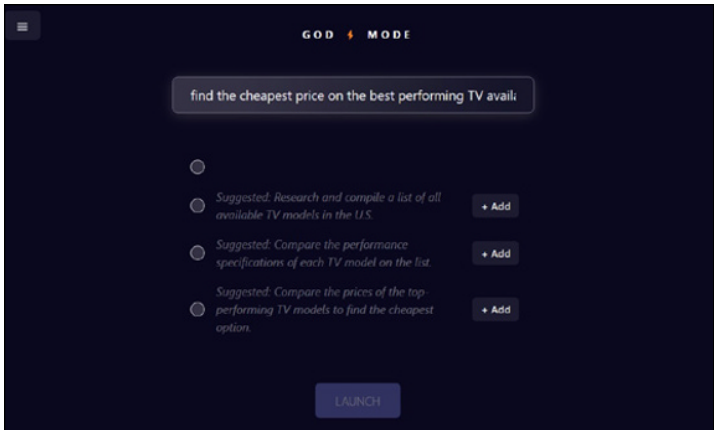 GOD MODE
find the cheapest price on the best performing TV avail
Suggested: Research and compile a list of all
available TV models in the U.S.
+ Add
Suggested: Compare the performance
specifications of each TV model on the list.
+ Add
Suggested: Compare the prices of the top-
performing TV models to find the cheapest
option.
+ Add
LAUNCH